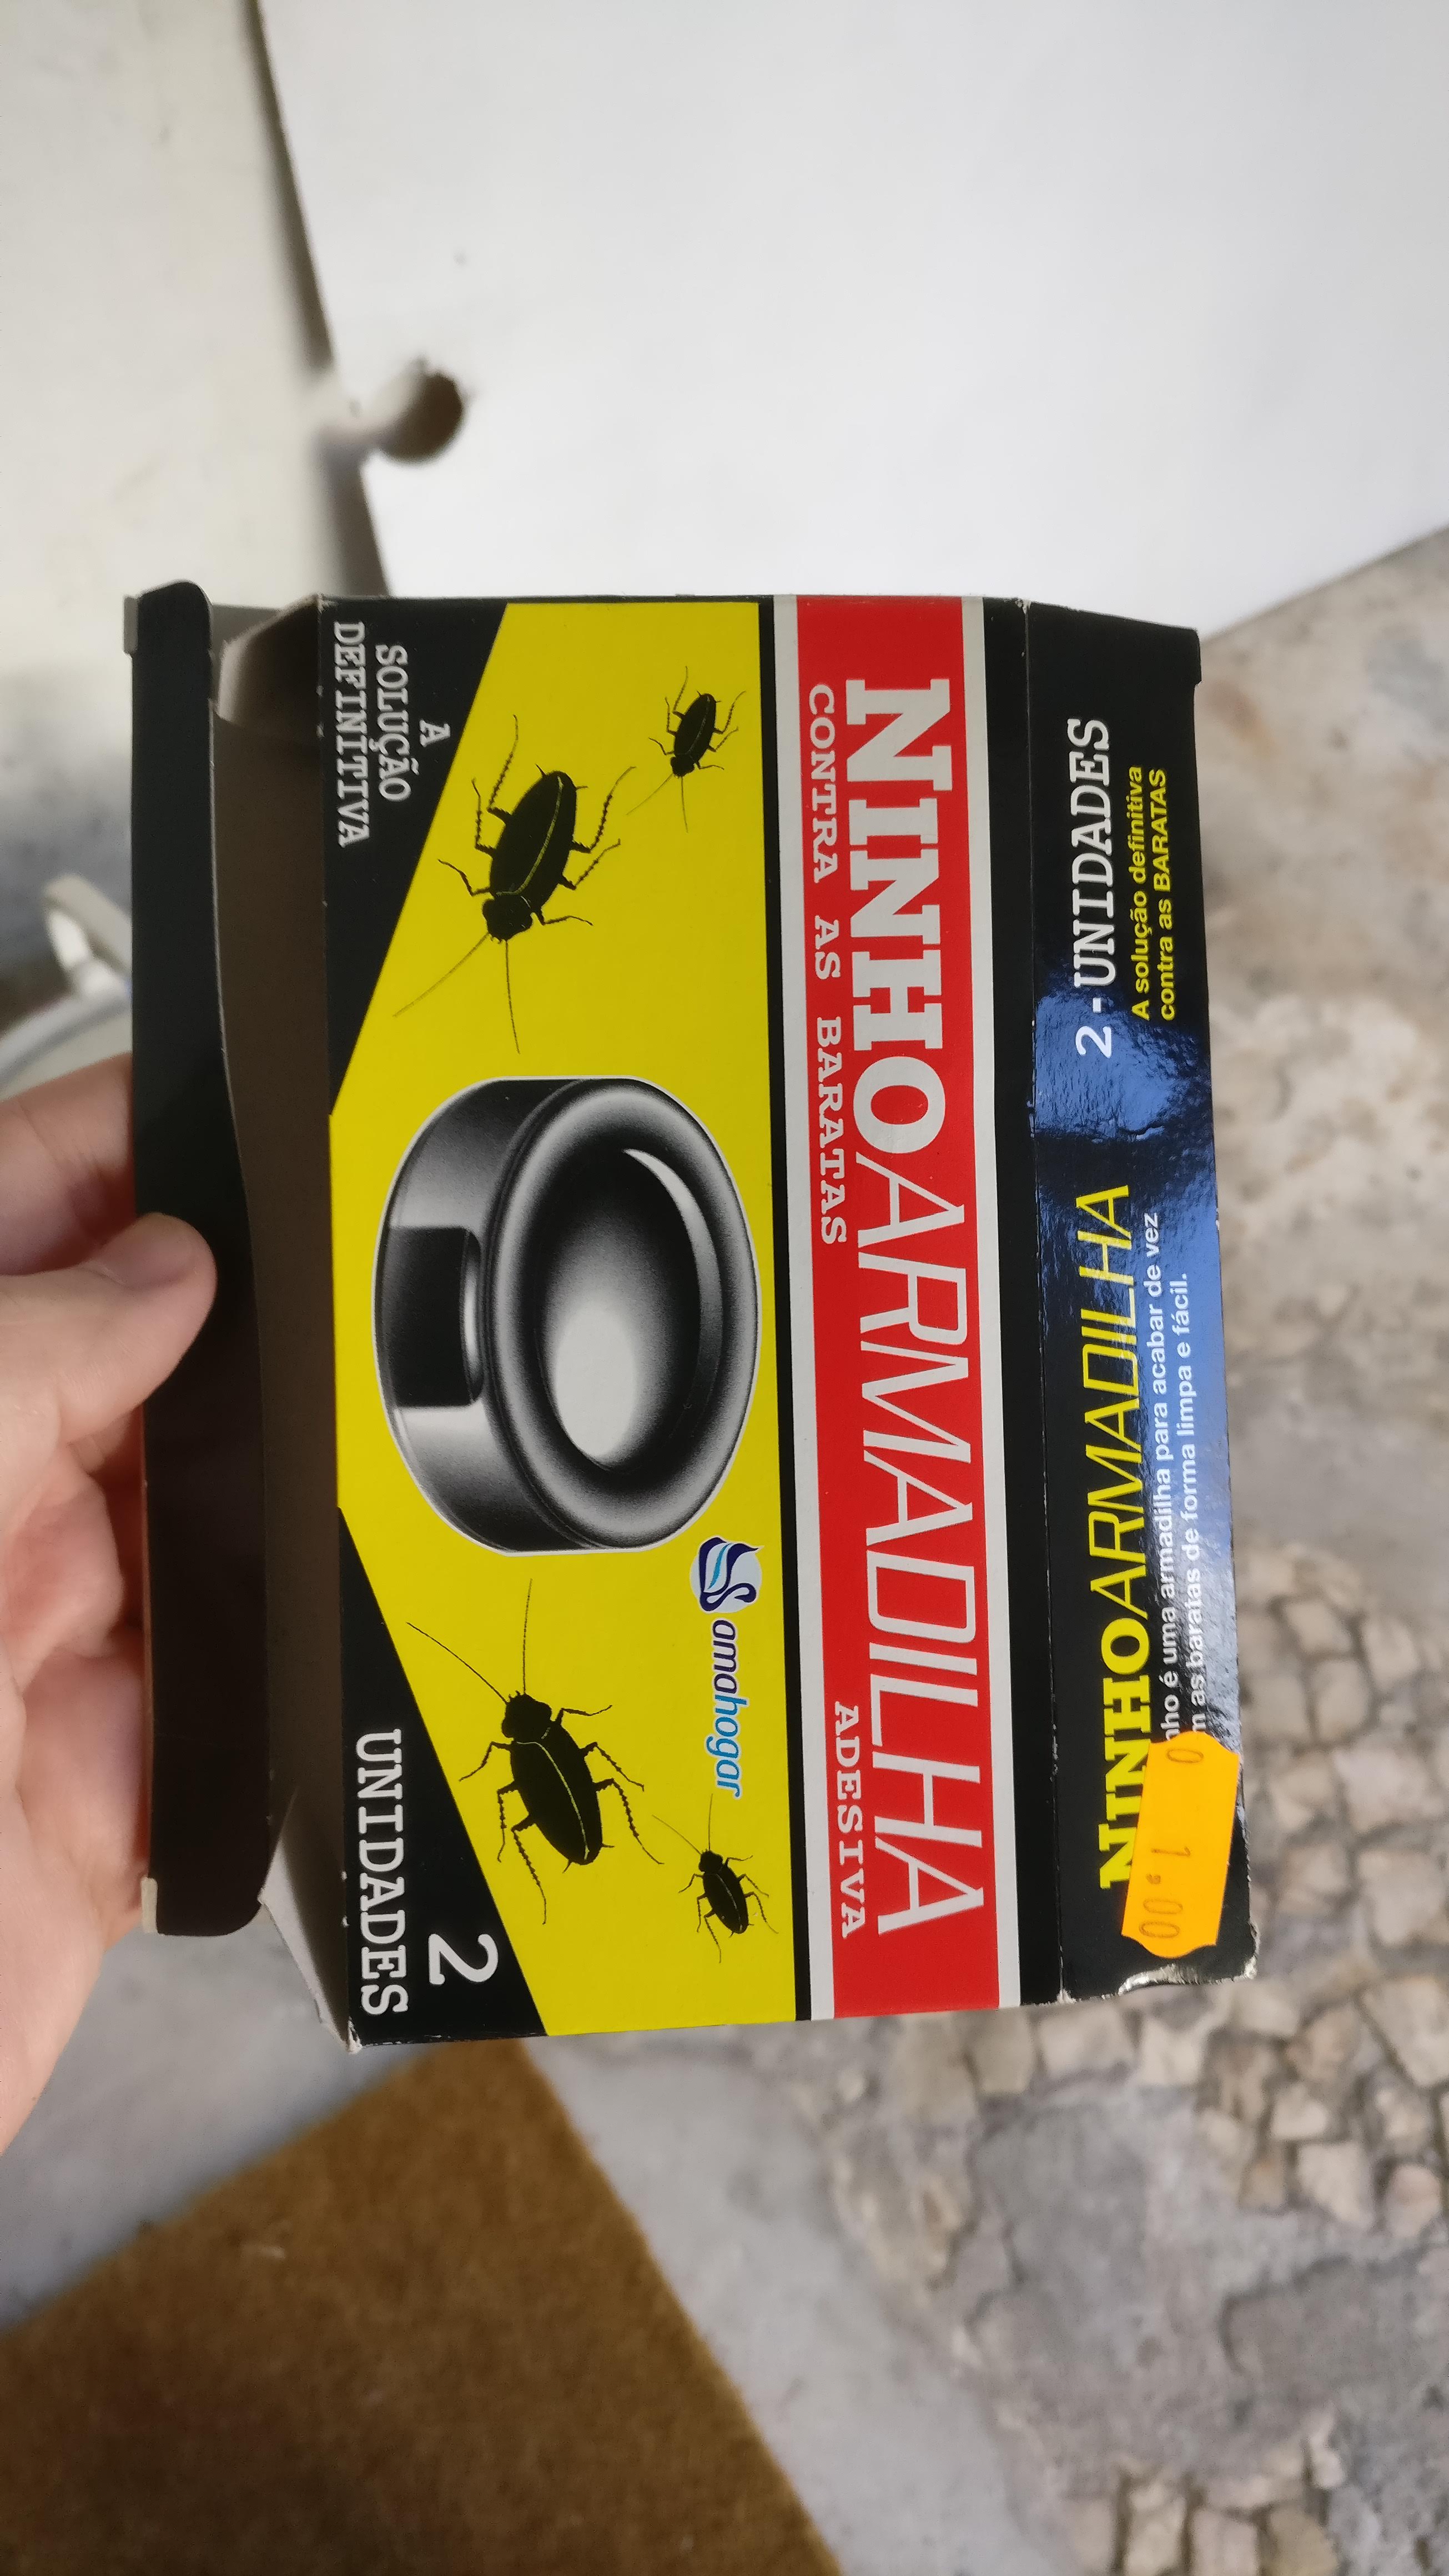 NINHOARMADILHA
CONTRA AS BARATAS ADESIVA
amahogar
A
SOLUÇÃO
DEFINITIVA
2
UNIDADES
NINHOARMADILHA 2 - UNIDADES
é uma armadilha para acabar de vez
as baratas de forma limpa e fácil.
A solução definitiva
contra as BARATAS
1,00